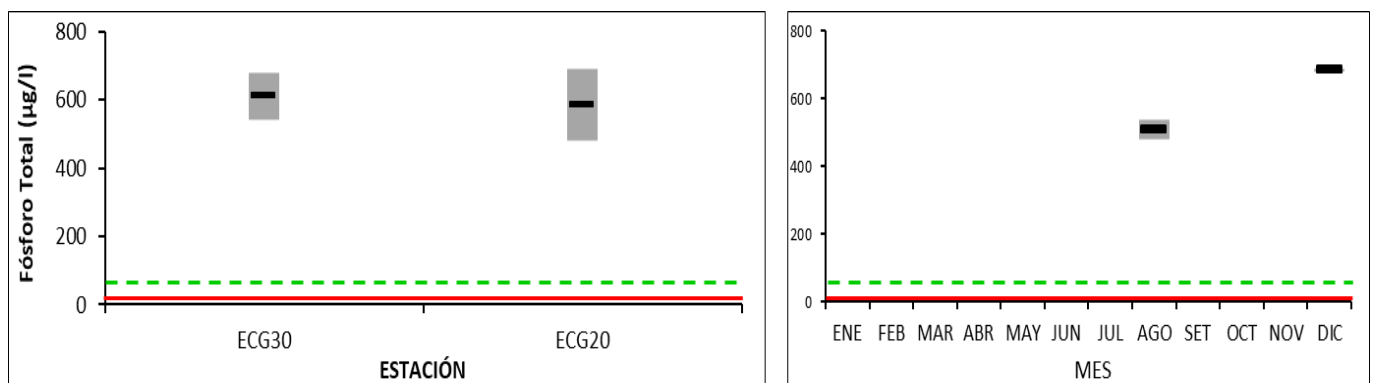 Fósforo Total (µg/l)
800
600
400
200
0
ECG30 ECG20
ESTACIÓN
800
600
400
200
0
ENE FEB MAR ABR MAY JUN JUL AGO SET OCT NOV DIC
MES